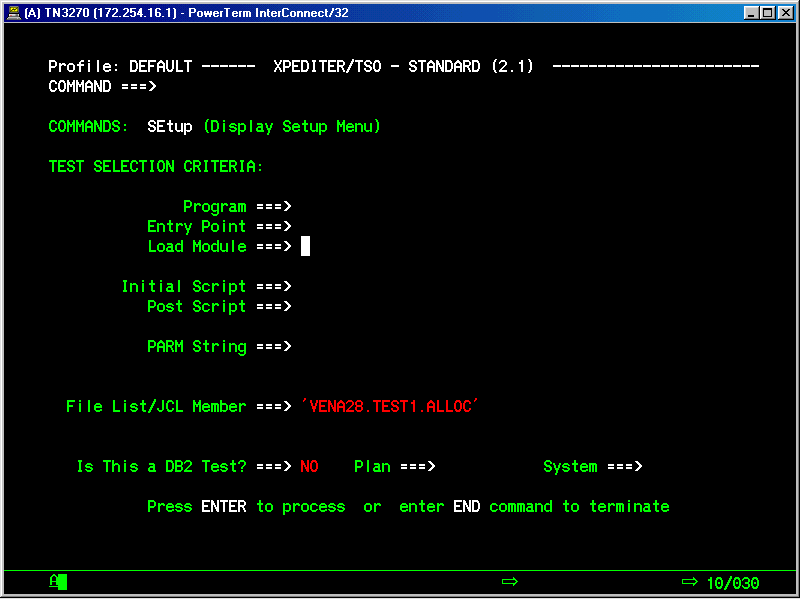 (A) TN3270 (172.254.16.1) - PowerTerm InterConnect/32
Profile: DEFAULT ------  XPEDITER/TSO - STANDARD (2.1)  -----------------------
COMMAND ===>
COMMANDS:  SEtup (Display Setup Menu)
TEST SELECTION CRITERIA:
Program ===>
Entry Point ===>
Load Module ===>
Initial Script ===>
Post Script ===>
PARM String ===>
File List/JCL Member ===> 'VENA28.TEST1.ALLOC'
Is This a DB2 Test? ===> NO    Plan ===>            System ===>
Press ENTER to process  or  enter END command to terminate
A ⇨ ⇨ 10/030